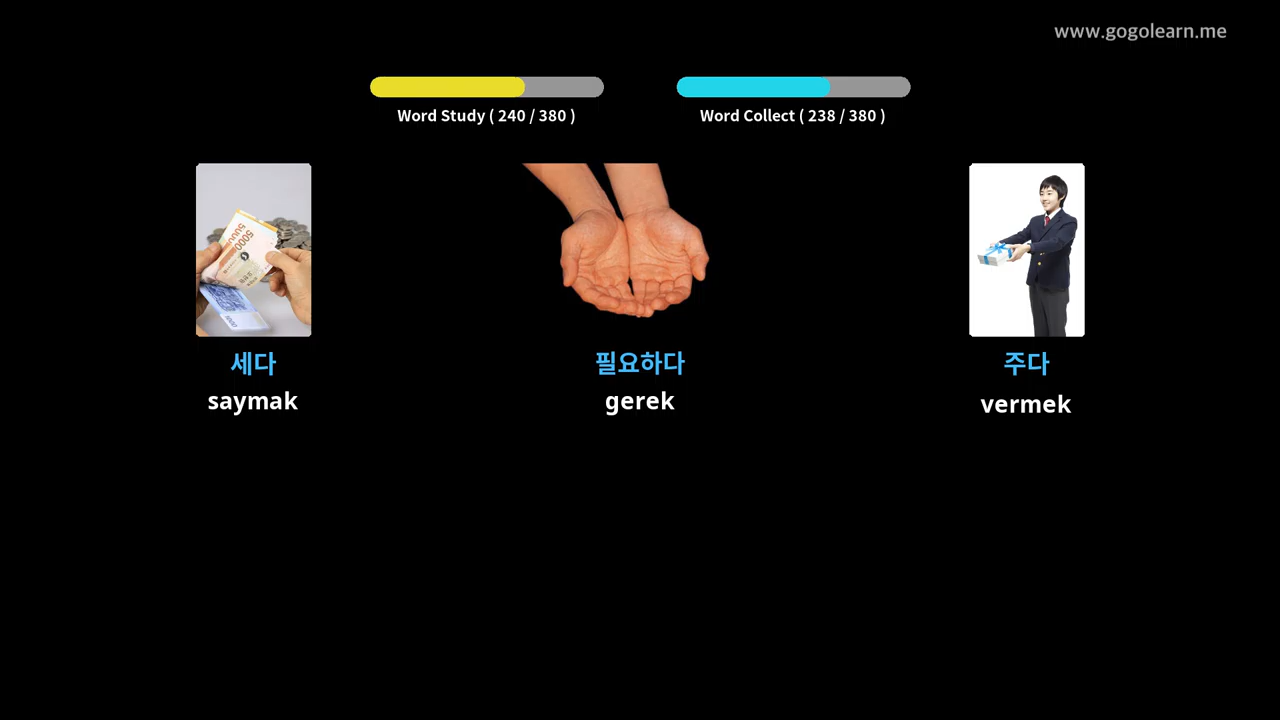 www.gogolearn.me
Word Study ( 240 / 380 )
Word Collect ( 238 / 380 )
세다
필요하다
주다
saymak
gerek
vermek